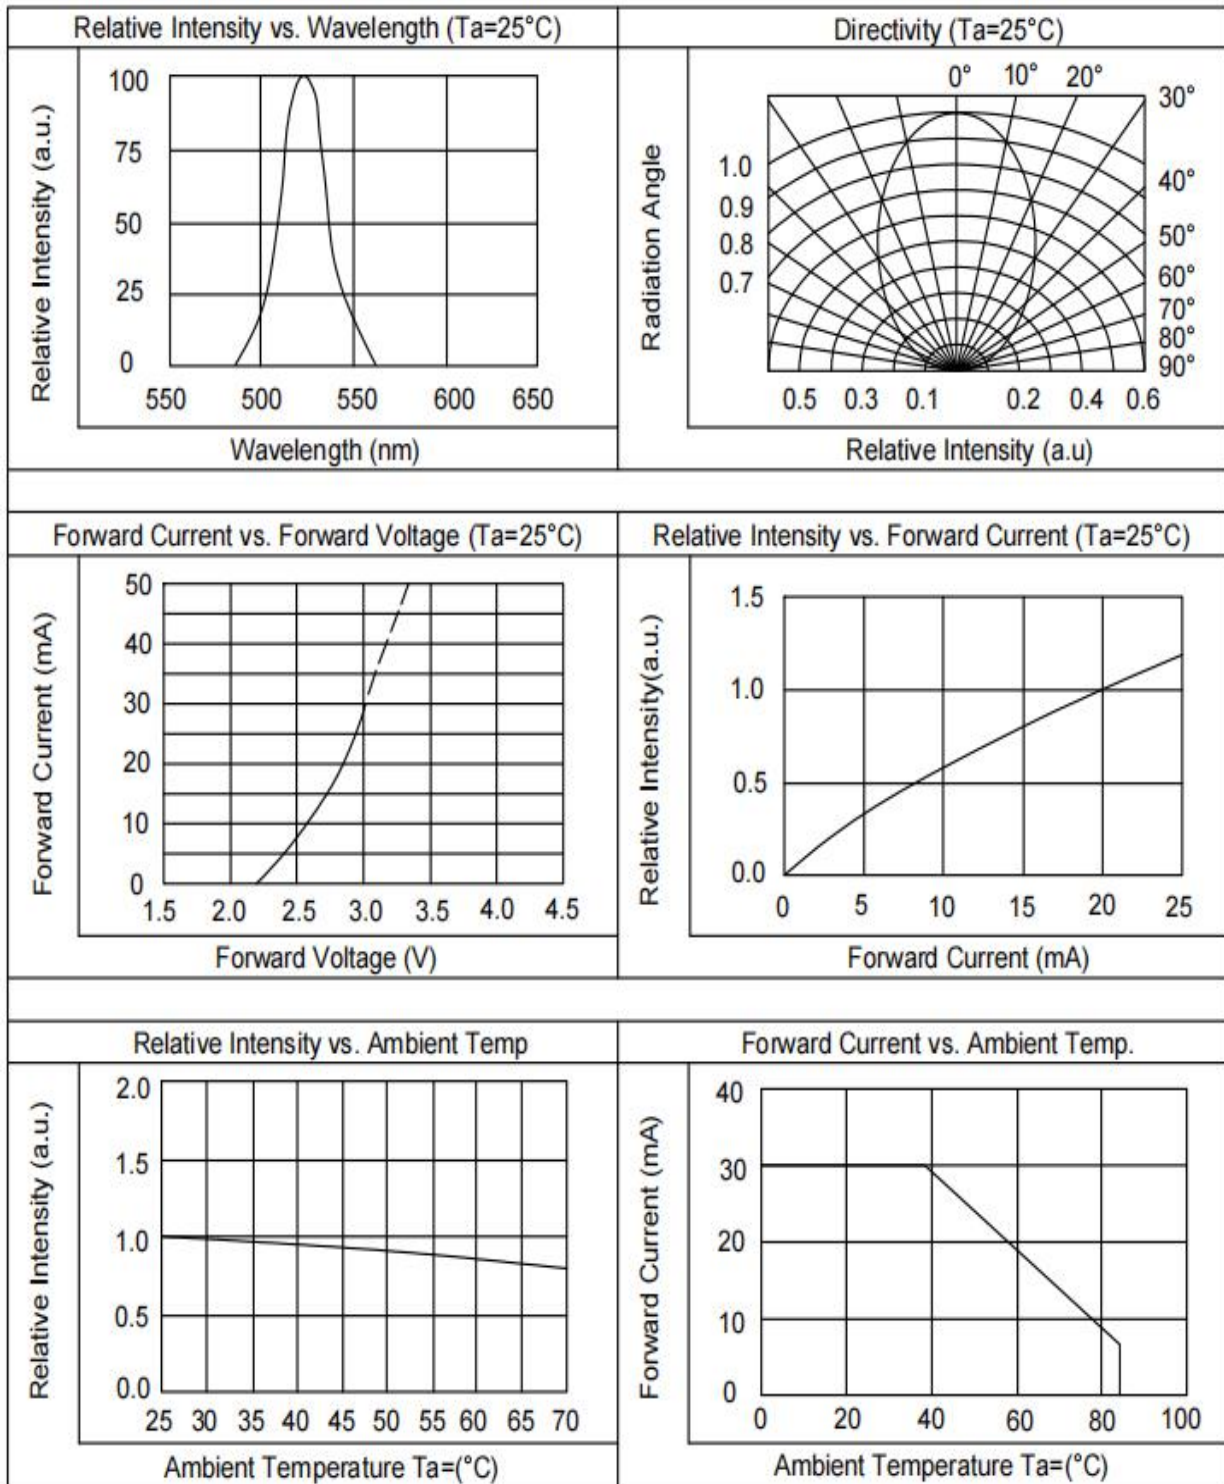 Relative Intensity vs. Wavelength (Ta=25°C)
Relative Intensity (a.u.)
100
75
50
25
0
550 500 550 600 650
Wavelength (nm)
Directivity (Ta=25°C)
Radiation Angle
0° 10° 20°
30°
40°
50°
60°
70°
80°
90°
1.0
0.9
0.8
0.7
0.5 0.3 0.1 0.2 0.4 0.6
Relative Intensity (a.u)
Forward Current vs. Forward Voltage (Ta=25°C)
Forward Current (mA)
50
40
30
20
10
0
1.5 2.0 2.5 3.0 3.5 4.0 4.5
Forward Voltage (V)
Relative Intensity vs. Forward Current (Ta=25°C)
Relative Intensity(a.u.)
1.5
1.0
0.5
0.0
0 5 10 15 20 25
Forward Current (mA)
Relative Intensity vs. Ambient Temp
Relative Intensity (a.u.)
2.0
1.5
1.0
0.5
0.0
25 30 35 40 45 50 55 60 65 70
Ambient Temperature Ta=(°C)
Forward Current vs. Ambient Temp.
Forward Current (mA)
40
30
20
10
0
0 20 40 60 80 100
Ambient Temperature Ta=(°C)